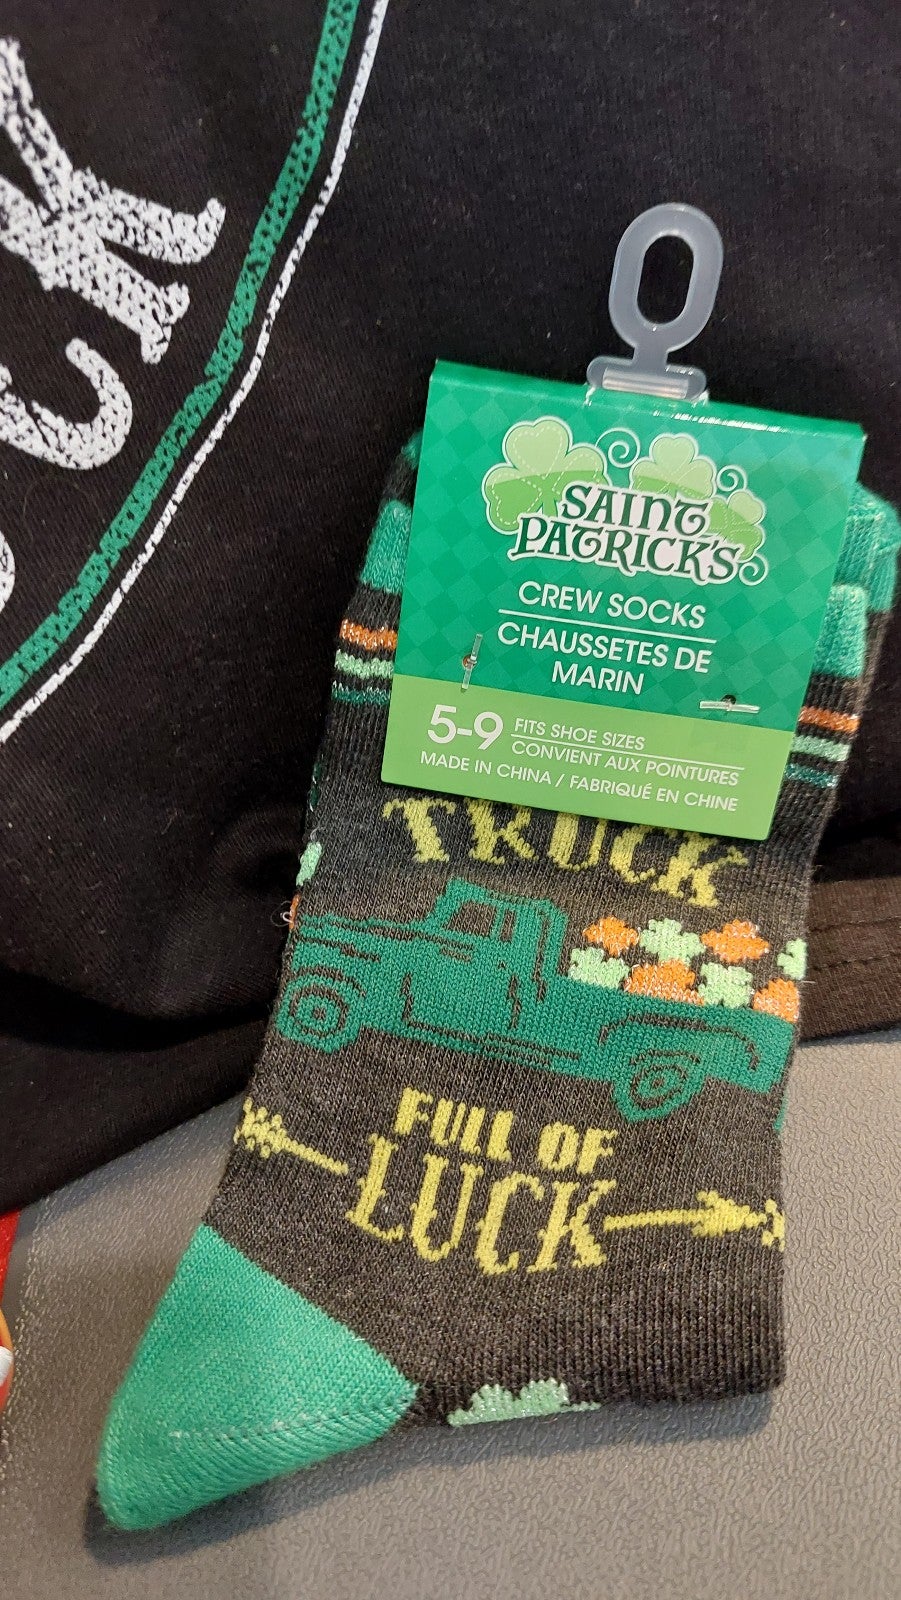 SAINT
PATRICK'S
CREW SOCKS
CHAUSSETES DE
MARIN
5-9 FITS SHOE SIZES
CONVIENT AUX POINTURES
MADE IN CHINA / FABRIQUÉ EN CHINE
TRUCK
FULL OF
LUCK